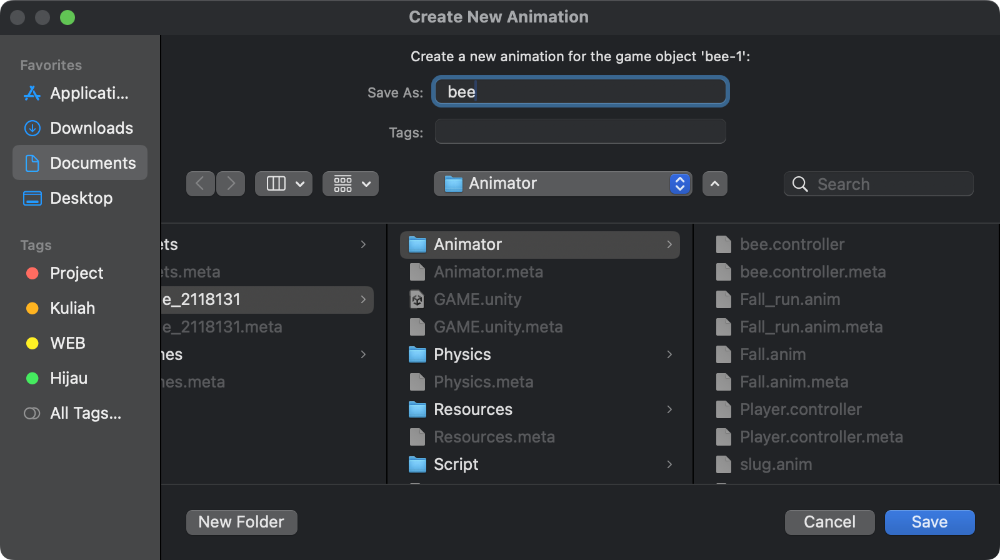 Create New Animation
Favorites
Applicati...
Downloads
Documents
Desktop
Tags
Project
Kuliah
WEB
Hijau
All Tags...
Create a new animation for the game object 'bee-1':
Save As: bee
Tags:
Animator
Search
ets
ets.meta
e_2118131
e_2118131.meta
nes
nes.meta
Animator
Animator.meta
GAME.unity
GAME.unity.meta
Physics
Physics.meta
Resources
Resources.meta
Script
bee.controller
bee.controller.meta
Fall_run.anim
Fall_run.anim.meta
Fall.anim
Fall.anim.meta
Player.controller
Player.controller.meta
slug.anim
New Folder
Cancel
Save